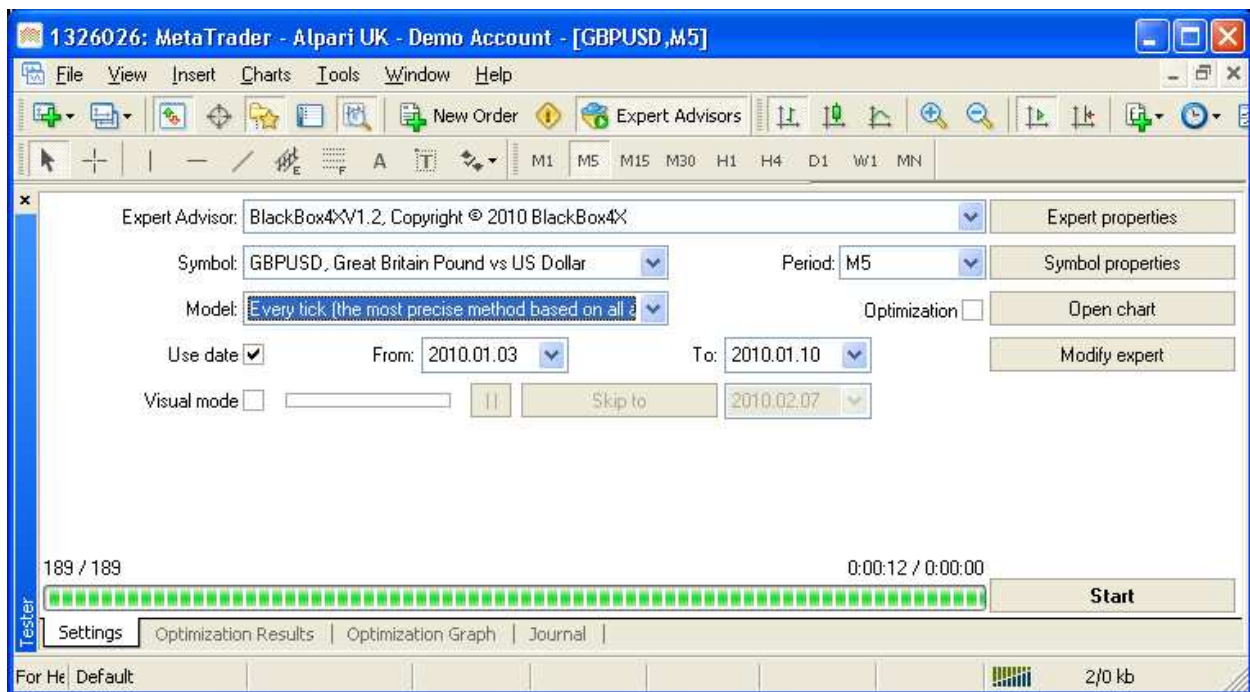 1326026: MetaTrader - Alpari UK - Demo Account - [GBPUSD,M5]
File View Insert Charts Tools Window Help
New Order Expert Advisors
E F A T M1 M5 M15 M30 H1 H4 D1 W1 MN
Expert Advisor: BlackBox4XV1.2, Copyright © 2010 BlackBox4X Expert properties
Symbol: GBPUSD, Great Britain Pound vs US Dollar Period: M5 Symbol properties
Model: Every tick (the most precise method based on all a Optimization Open chart
Use date From: 2010.01.03 To: 2010.01.10 Modify expert
Visual mode Skip to 2010.02.07
189 / 189 0:00:12 / 0:00:00
Start
Tester
Settings | Optimization Results | Optimization Graph | Journal |
For He Default 2/0 kb